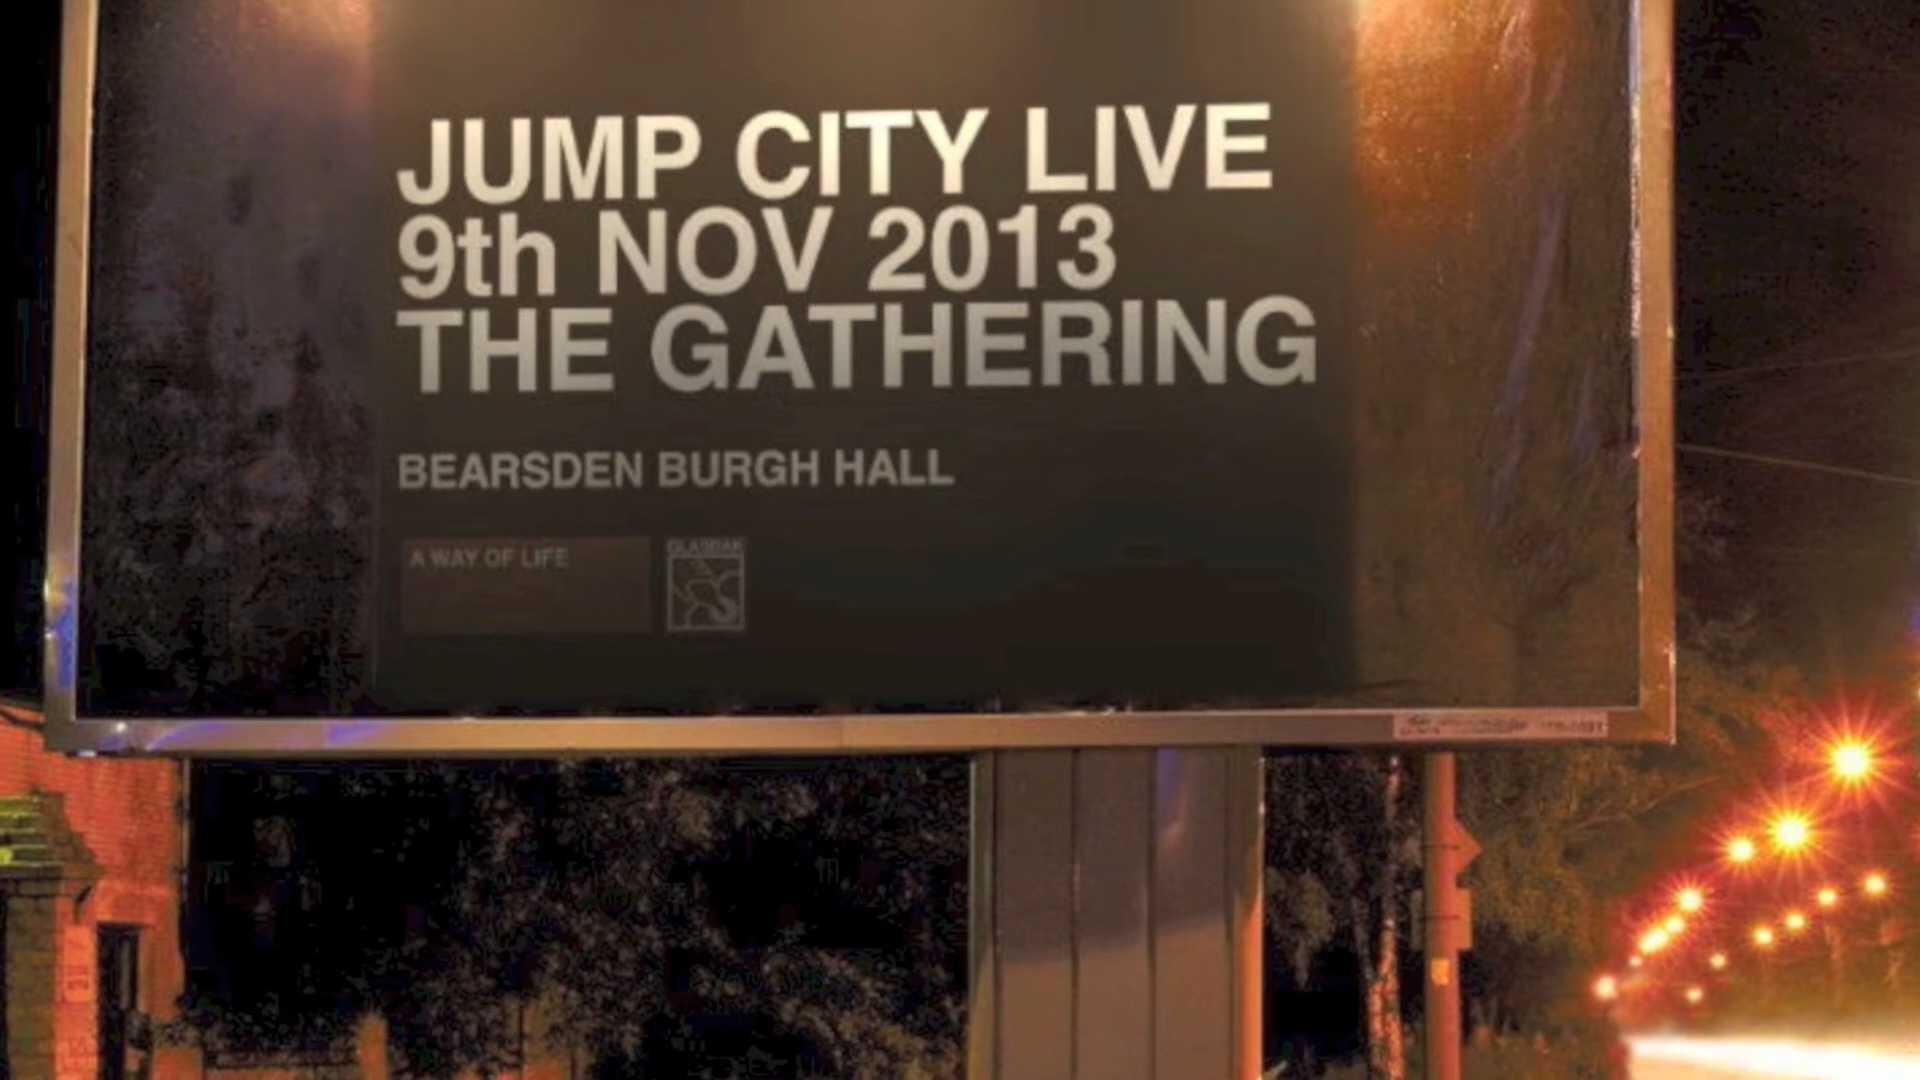 JUMP CITY LIVE
9th NOV 2013
THE GATHERING
BEARSDEN BURGH HALL
A WAY OF LIFE